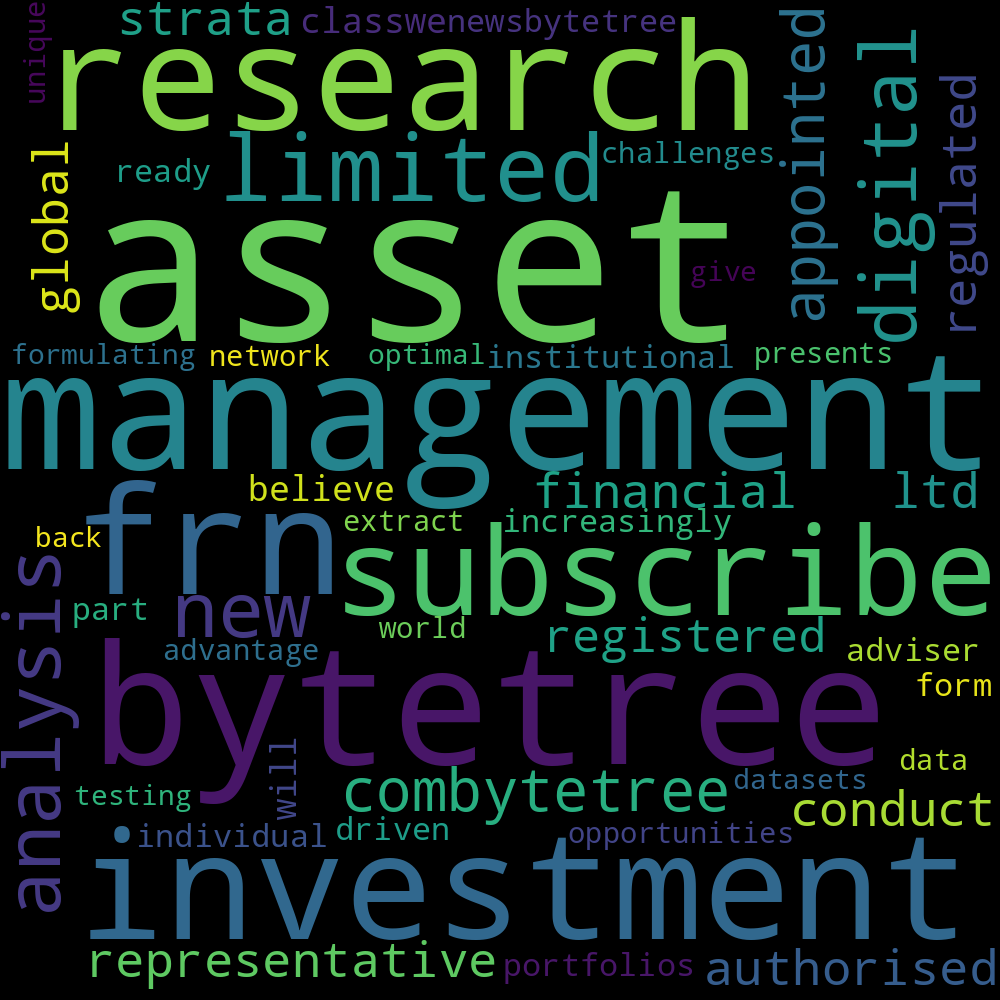 unique
strata
classwenewsbytetree
research
appointed
digital
regulated
global
ready
limited
challenges
asset
give
formulating
network
optimal
institutional
presents
management
believe
financial
ltd
frn
extract
increasingly
back
subscribe
analysis
part
new
world
registered
advantage
adviser
bytetree
form
will
data
testing
combytetree
datasets
conduct
individual
driven
opportunities
investment
representative
portfolios
authorised